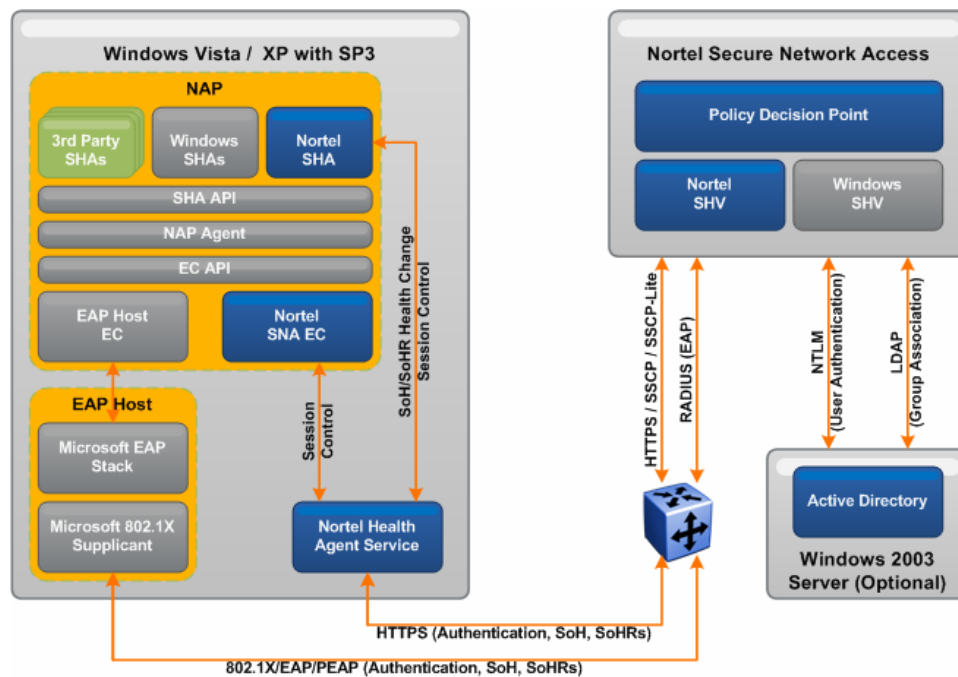 Windows Vista / XP with SP3
NAP
3rd Party
SHAs
Windows
SHAs
Nortel
SHA
SHA API
NAP Agent
EC API
EAP Host
EC
Nortel
SNA EC
SoH/SoHR Health Change
Session Control
Session
Control
EAP Host
Microsoft EAP
Stack
Microsoft 802.1X
Supplicant
Nortel Health
Agent Service
Nortel Secure Network Access
Policy Decision Point
Nortel
SHV
Windows
SHV
HTTPS / SSCP / SSCP-Lite
RADIUS (EAP)
NTLM
(User Authentication)
LDAP
(Group Association)
Active Directory
Windows 2003
Server (Optional)
HTTPS (Authentication, SoH, SoHRs)
802.1X/EAP/PEAP (Authentication, SoH, SoHRs)